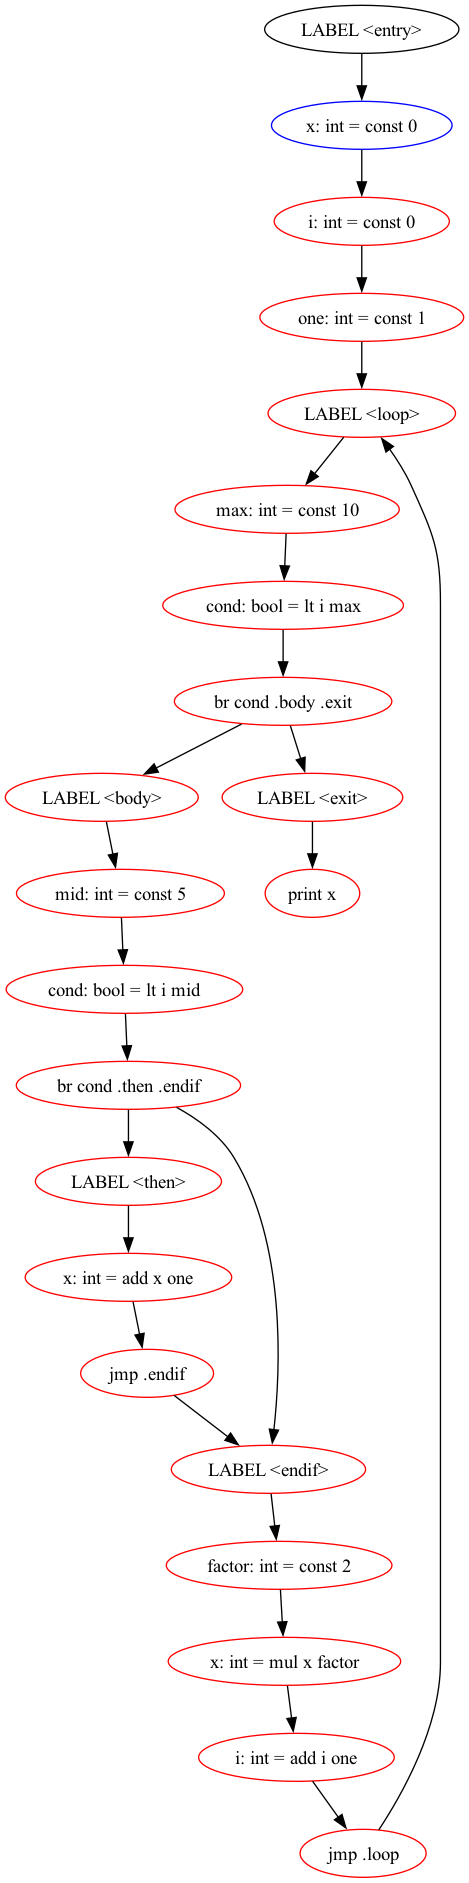 LABEL <entry>
x: int = const 0
i: int = const 0
one: int = const 1
LABEL <loop>
max: int = const 10
cond: bool = lt i max
br cond .body .exit
LABEL <body>
LABEL <exit>
mid: int = const 5
print x
cond: bool = lt i mid
br cond .then .endif
LABEL <then>
x: int = add x one
jmp .endif
LABEL <endif>
factor: int = const 2
x: int = mul x factor
i: int = add i one
jmp .loop